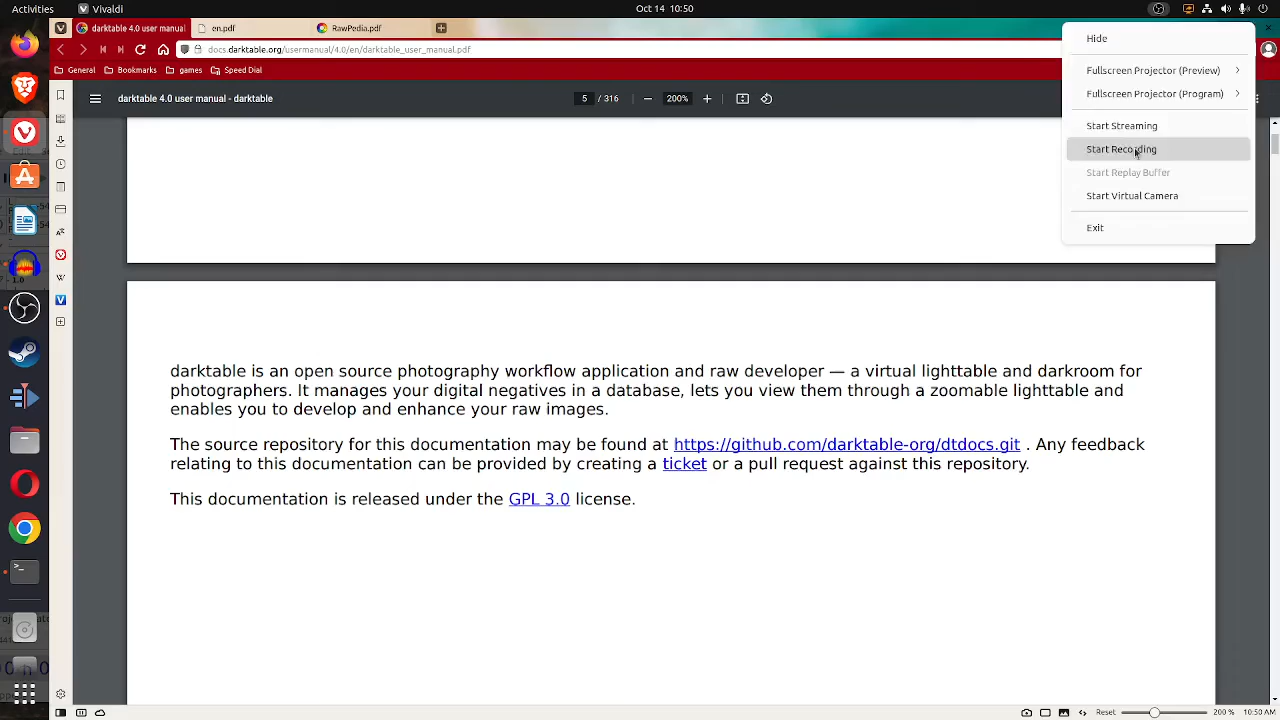 Activities Vivaldi Oct 14 10:50
darktable 4.0 user manual en.pdf RawPedia.pdf
docs.darktable.org/usermanual/4.0/en/darktable_user_manual.pdf
General Bookmarks games Speed Dial
darktable 4.0 user manual - darktable 5 / 316 200%
Hide
Fullscreen Projector (Preview)
Fullscreen Projector (Program)
Start Streaming
Start Recording
Start Replay Buffer
Start Virtual Camera
Exit
darktable is an open source photography workflow application and raw developer — a virtual lighttable and darkroom for
photographers. It manages your digital negatives in a database, lets you view them through a zoomable lighttable and
enables you to develop and enhance your raw images.
The source repository for this documentation may be found at https://github.com/darktable-org/dtdocs.git . Any feedback
relating to this documentation can be provided by creating a ticket or a pull request against this repository.
This documentation is released under the GPL 3.0 license.
Reset 200 % 10:50 AM